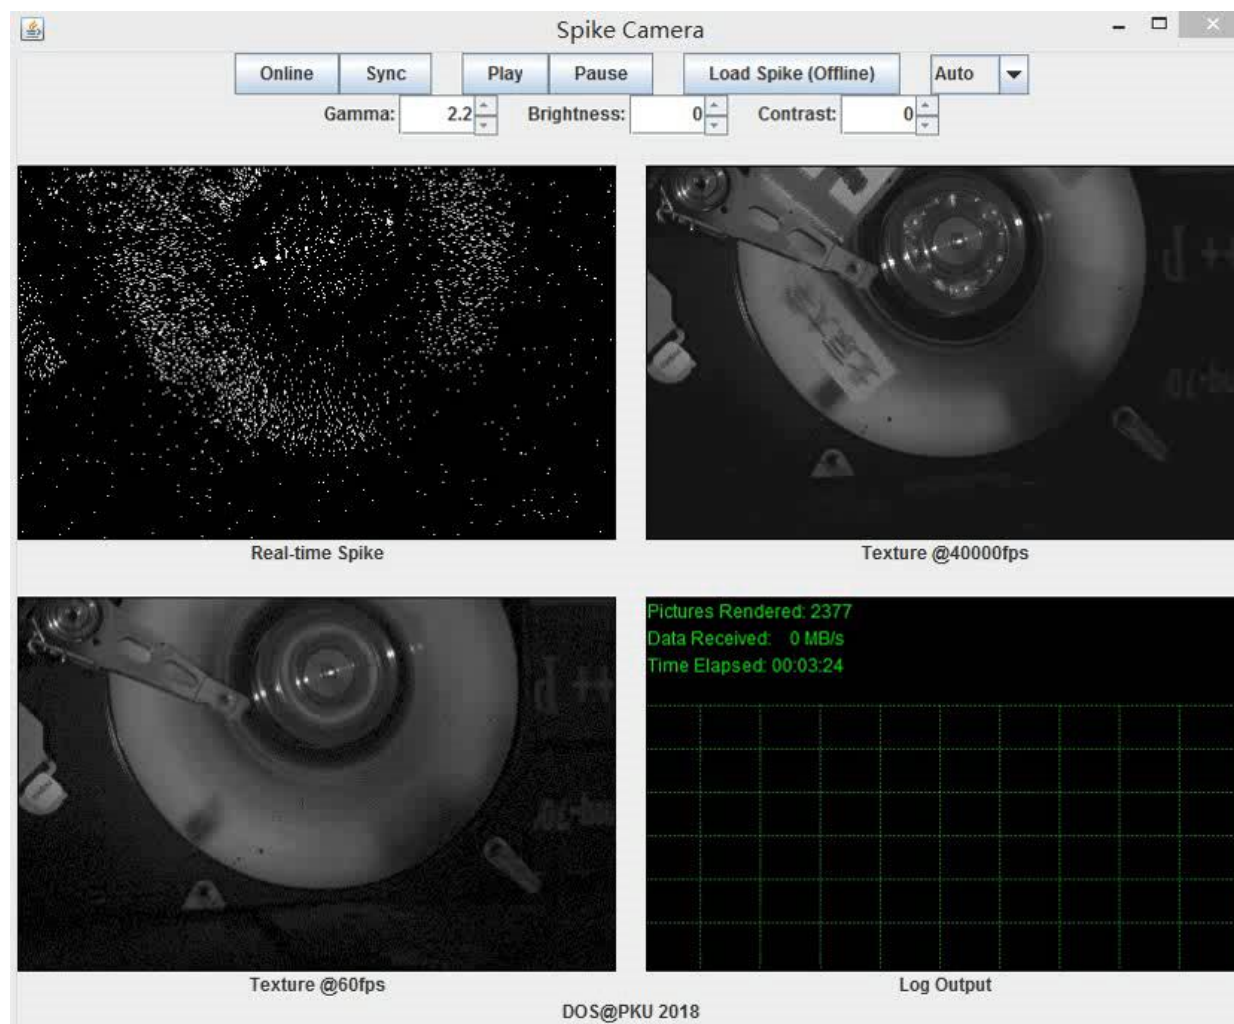 Spike Camera
Online Sync Play Pause Load Spike (Offline) Auto
Gamma: 2.2 Brightness: 0 Contrast: 0
Real-time Spike
Texture @40000fps
Pictures Rendered: 2377
Data Received: 0 MB/s
Time Elapsed: 00:03:24
Texture @60fps
Log Output
DOS@PKU 2018